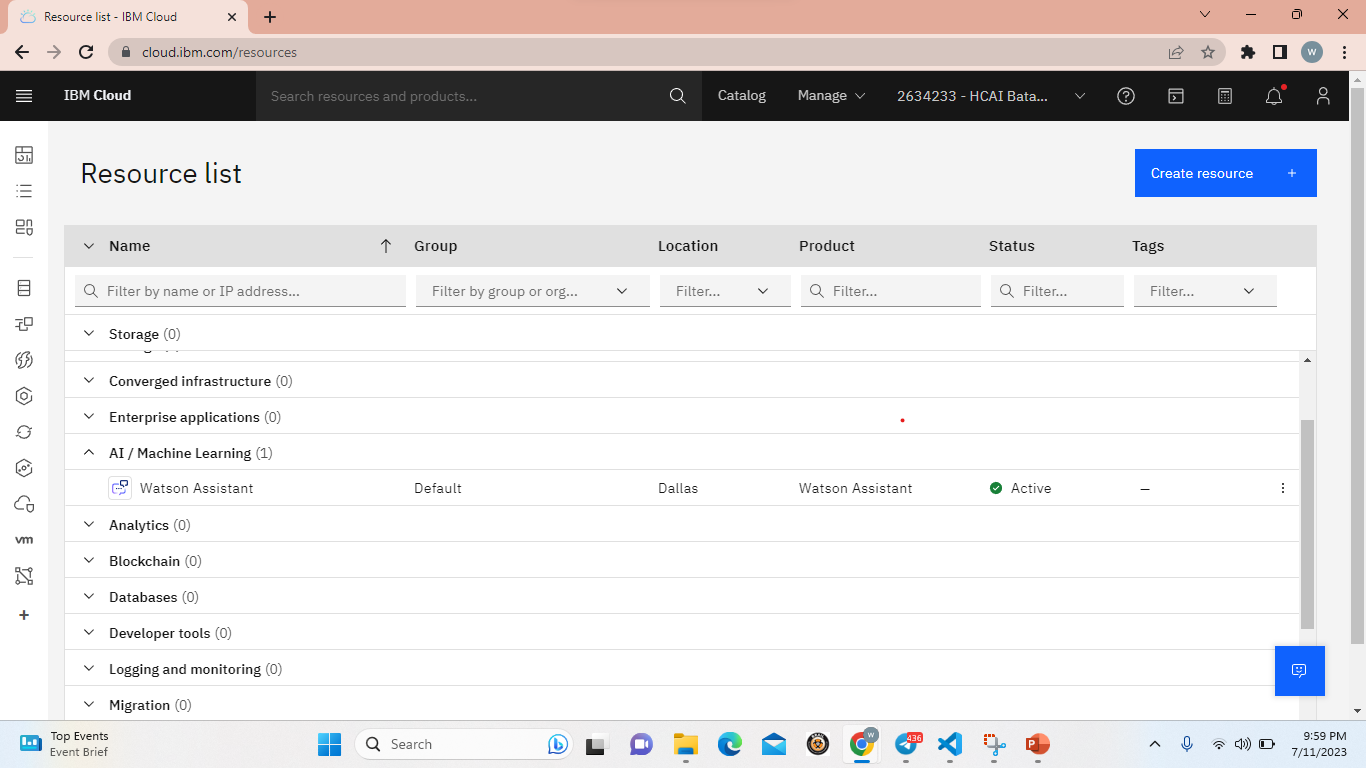 Resource list - IBM Cloud
cloud.ibm.com/resources
W
IBM Cloud
Search resources and products...
Catalog
Manage
2634233 - HCAI Bata...
Resource list
Create resource +
Name Group Location Product Status Tags
Filter by name or IP address... Filter by group or org... Filter... Filter... Filter... Filter...
Storage (0)
Converged infrastructure (0)
Enterprise applications (0)
AI / Machine Learning (1)
Watson Assistant Default Dallas Watson Assistant Active –
Analytics (0)
Blockchain (0)
Databases (0)
Developer tools (0)
Logging and monitoring (0)
Migration (0)
vm
Top Events
Event Brief
Search
W
436
9:59 PM
7/11/2023